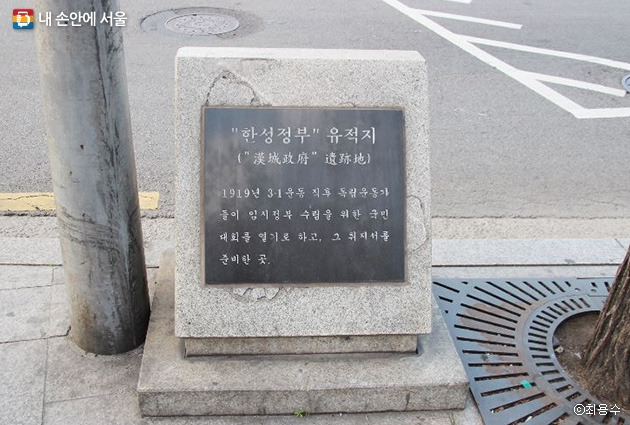 내 손안에 서울
"한성정부" 유적지
("漢城政府" 遺跡地)
1919년 3·1운동 직후 독립운동가
들이 임시정부 수립을 위한 국민
대회를 열기로 하고, 그 취지서를
준비한 곳.
©최용수